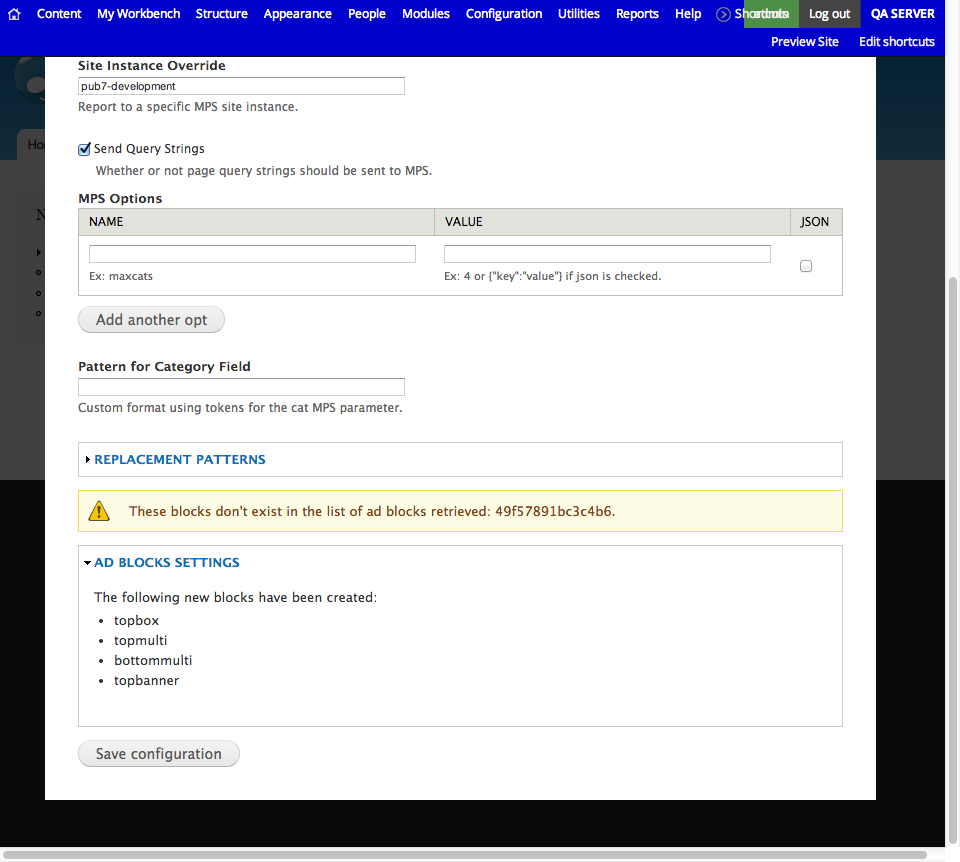 Content My Workbench Structure Appearance People Modules Configuration Utilities Reports Help Shortcuts Log out QA SERVER
Preview Site Edit shortcuts
Site Instance Override
pub7-development
Report to a specific MPS site instance.
Send Query Strings
Whether or not page query strings should be sent to MPS.
MPS Options
NAME VALUE JSON
Ex: maxcats Ex: 4 or {"key":"value"} if json is checked.
Add another opt
Pattern for Category Field
Custom format using tokens for the cat MPS parameter.
REPLACEMENT PATTERNS
These blocks don't exist in the list of ad blocks retrieved: 49f57891bc3c4b6.
AD BLOCKS SETTINGS
The following new blocks have been created:
topbox
topmulti
bottommulti
topbanner
Save configuration